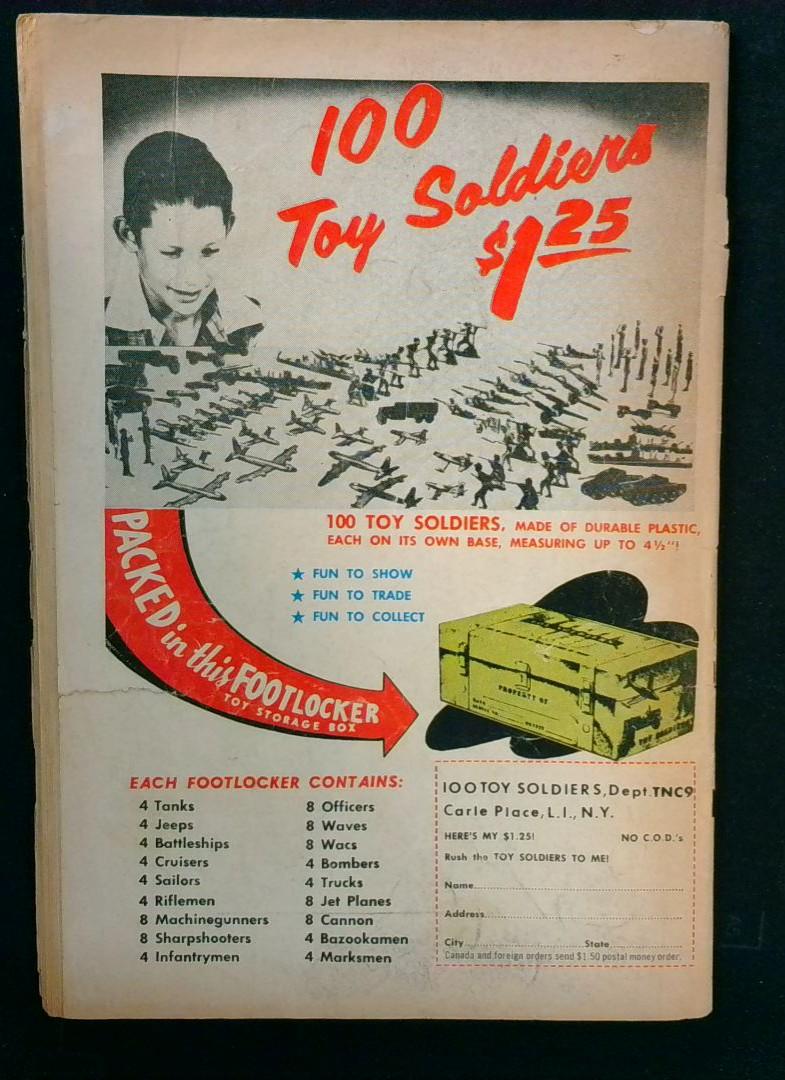 100
Toy Soldiers
$1.25
100 TOY SOLDIERS, MADE OF DURABLE PLASTIC,
EACH ON ITS OWN BASE, MEASURING UP TO 4½"!
★ FUN TO SHOW
★ FUN TO TRADE
★ FUN TO COLLECT
PACKED in this FOOTLOCKER
TOY STORAGE BOX
PROPERTY OF
TOY SOLDIERS
EACH FOOTLOCKER CONTAINS:
4 Tanks
4 Jeeps
4 Battleships
4 Cruisers
4 Sailors
4 Riflemen
8 Machinegunners
8 Sharpshooters
4 Infantrymen
8 Officers
8 Waves
8 Wacs
4 Bombers
4 Trucks
8 Jet Planes
8 Cannon
4 Bazookamen
4 Marksmen
100 TOY SOLDIERS, Dept. TNC9
Carle Place, L.I., N.Y.
HERE'S MY $1.25! NO C.O.D.'s
Rush the TOY SOLDIERS TO ME!
Name
Address
City State
Canada and foreign orders send $1.50 postal money order.